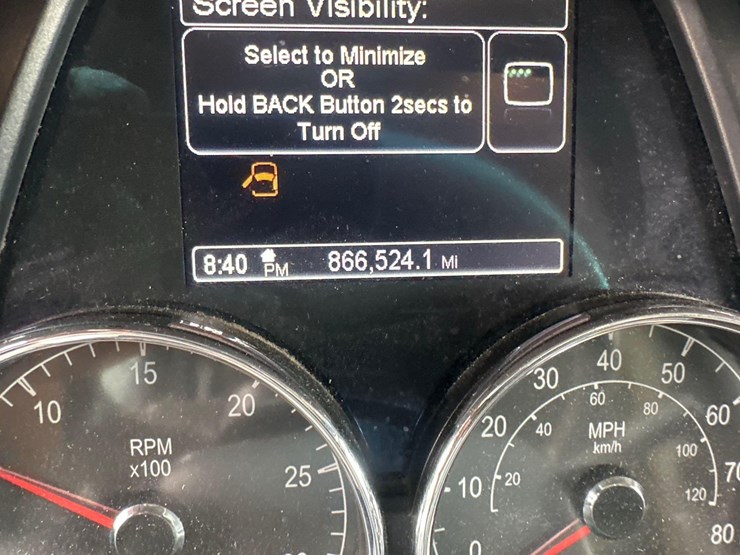 Screen Visibility:
Select to Minimize
OR
Hold BACK Button 2secs to
Turn Off
8:40 PM 866,524.1 Mi
10 15 20 25
RPM
x100
0 10 20 30 40 50 60 70 80
MPH
km/h
20 40 60 80 100 120